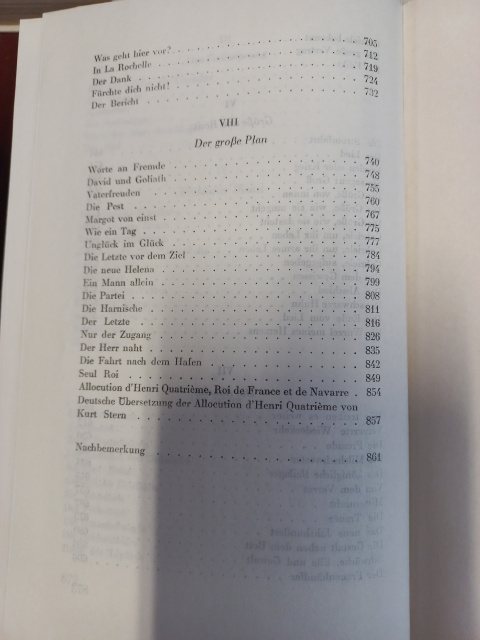 Was geht hier vor? . . . . . . . . . . . . . . . . . . 705
In La Rochelle . . . . . . . . . . . . . . . . . . 712
Der Dank . . . . . . . . . . . . . . . . . . 719
Fürchte dich nicht! . . . . . . . . . . . . . . . . . . 724
Der Bericht . . . . . . . . . . . . . . . . . . 732
VIII
Der große Plan
Worte an Fremde . . . . . . . . . . . . . . . . . . 740
David und Goliath . . . . . . . . . . . . . . . . . . 748
Vaterfreuden . . . . . . . . . . . . . . . . . . 755
Die Pest . . . . . . . . . . . . . . . . . . 760
Margot von einst . . . . . . . . . . . . . . . . . . 767
Wie ein Tag . . . . . . . . . . . . . . . . . . 775
Unglück im Glück . . . . . . . . . . . . . . . . . . 777
Die Letzte vor dem Ziel . . . . . . . . . . . . . . . . 784
Die neue Helena . . . . . . . . . . . . . . . . . . 794
Ein Mann allein . . . . . . . . . . . . . . . . . . 799
Die Partei . . . . . . . . . . . . . . . . . . 808
Die Harnische . . . . . . . . . . . . . . . . . . 811
Der Letzte . . . . . . . . . . . . . . . . . . 816
Nur der Zugang . . . . . . . . . . . . . . . . . . 826
Der Herr naht . . . . . . . . . . . . . . . . . . 835
Die Fahrt nach dem Hafen . . . . . . . . . . . . . . . 842
Seul Roi . . . . . . . . . . . . . . . . . . 849
Allocution d'Henri Quatrième, Roi de France et de Navarre . 854
Deutsche Übersetzung der Allocution d'Henri Quatrième von
Kurt Stern . . . . . . . . . . . . . . . . . . 857
Nachbemerkung . . . . . . . . . . . . . . . . . . 861